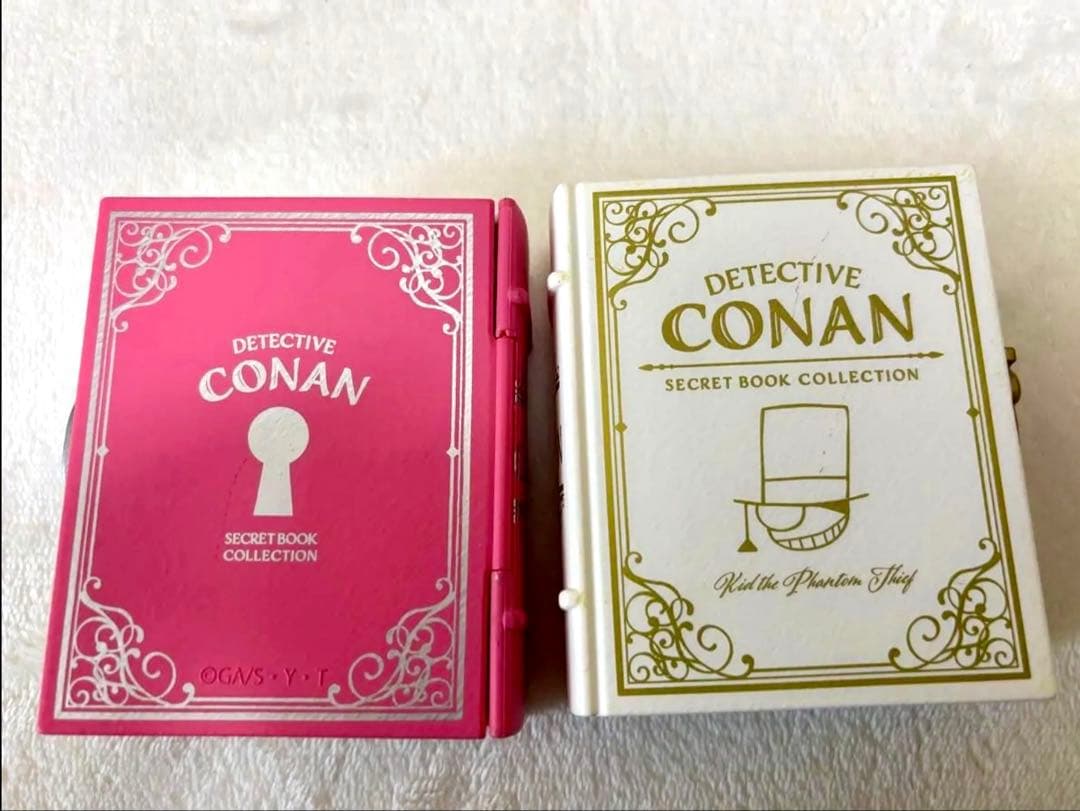 DETECTIVE
CONAN
SECRET BOOK
COLLECTION
©GA/S・Y・T
DETECTIVE
CONAN
SECRET BOOK COLLECTION
Kid the Phantom Thief